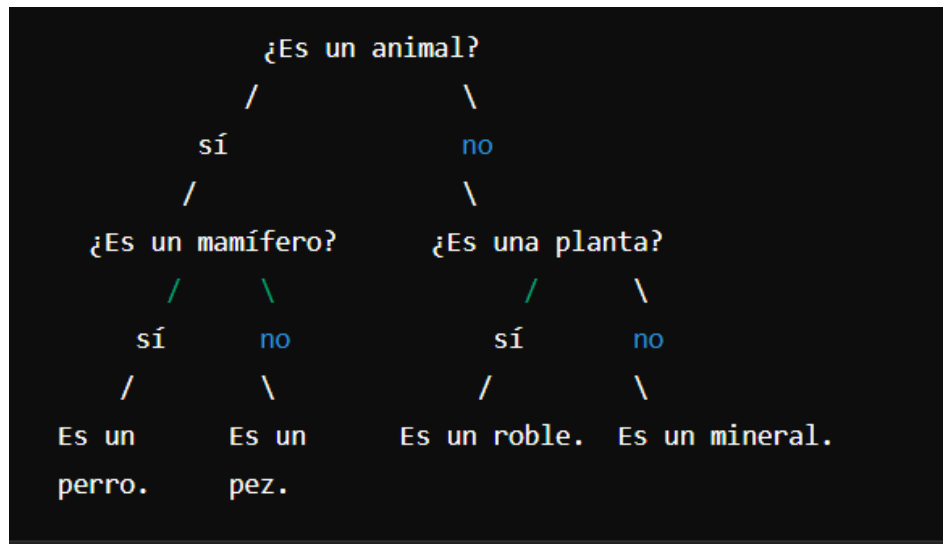 ¿Es un animal?
/ \
sí no
/ \
¿Es un mamífero? ¿Es una planta?
/ \ / \
sí no sí no
/ \ / \
Es un Es un Es un roble. Es un mineral.
perro. pez.